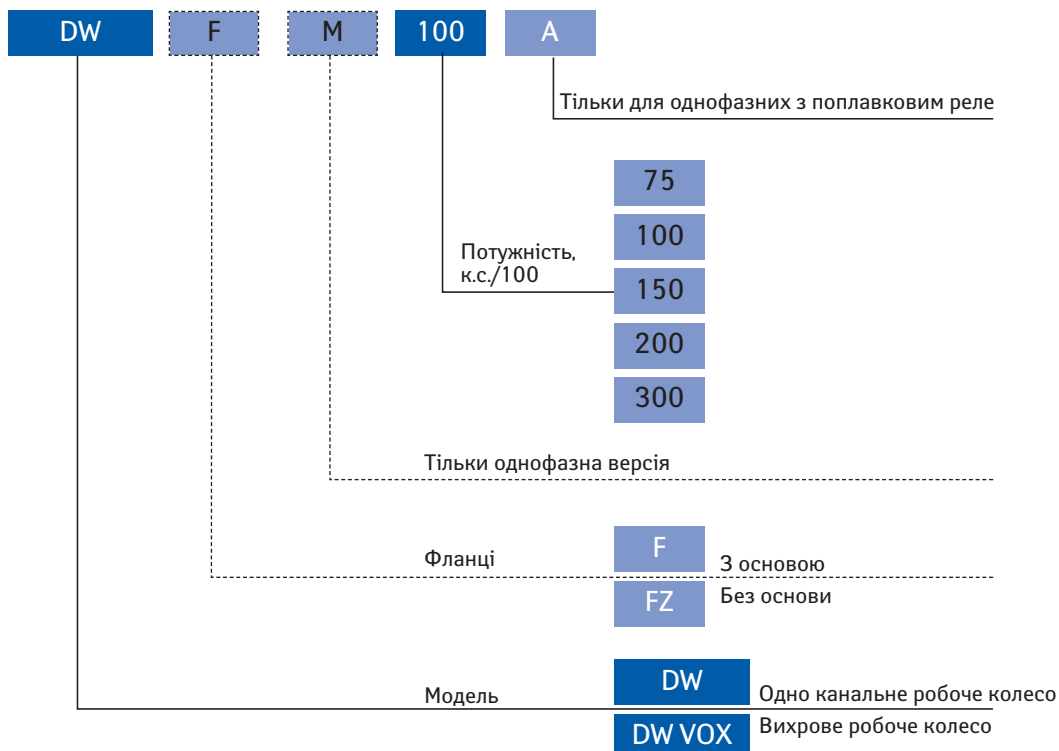 DW F M 100 A
Тільки для однофазних з поплавковим реле
75
100
Потужність,
к.с./100
150
200
300
Тільки однофазна версія
Фланці
F
З основою
FZ
Без основи
Модель
DW
Одно канальне робоче колесо
DW VOX
Вихрове робоче колесо